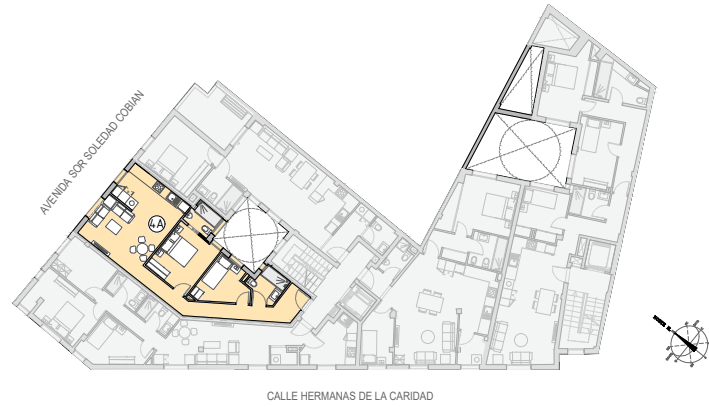 AVENIDA SOR SOLEDAD COBIAN
4A
CALLE HERMANAS DE LA CARIDAD